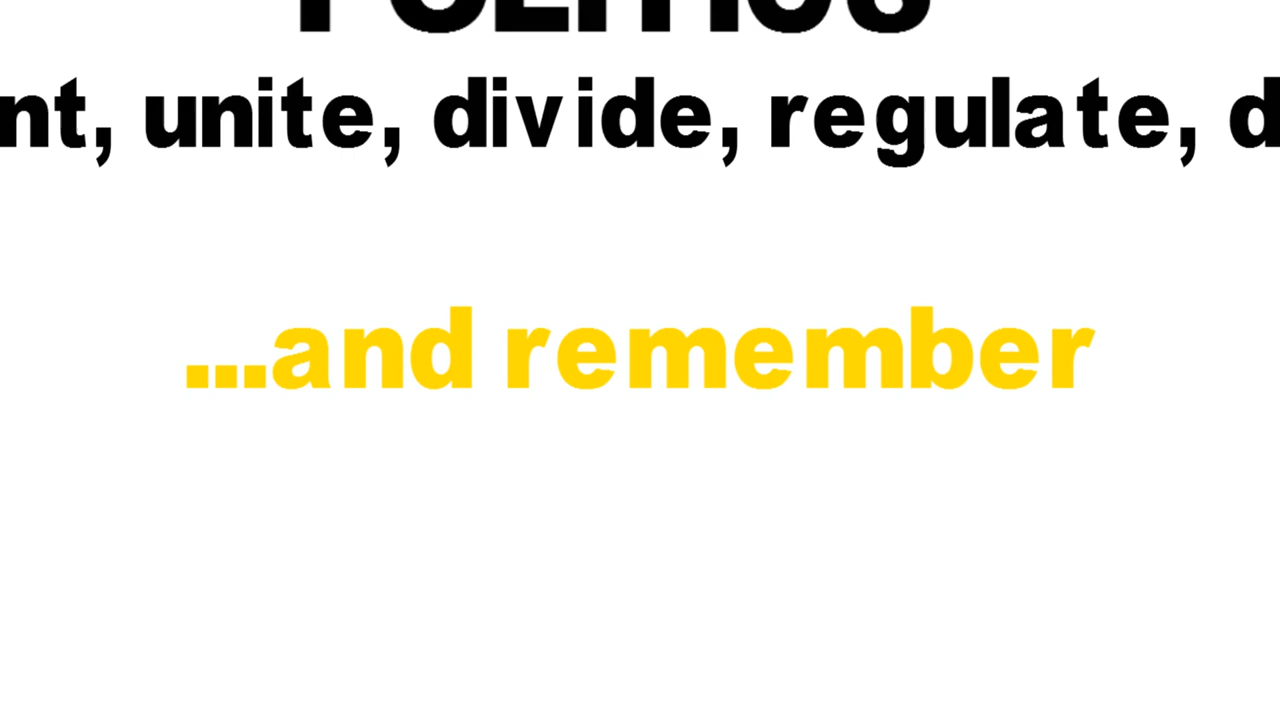 nt, unite, divide, regulate, d
...and remember